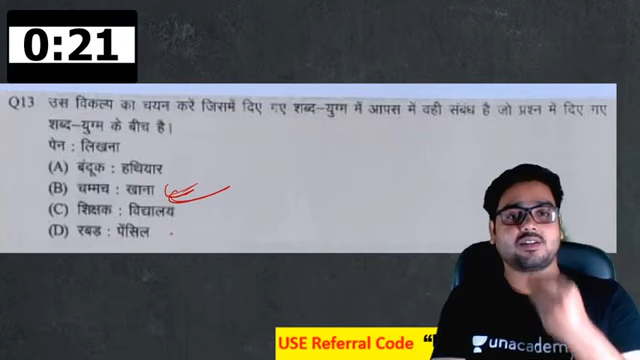 0:21
Q13 उस विकल्प का चयन करें जिसमें दिए गए शब्द-युग्म में आपस में वही संबंध है जो प्रश्न में दिए गए
शब्द-युग्म के बीच है।
पेन : लिखना
(A) बंदूक : हथियार
(B) चम्मच : खाना
(C) शिक्षक : विद्यालय
(D) रबड़ : पेंसिल
USE Referral Code "
unacadem